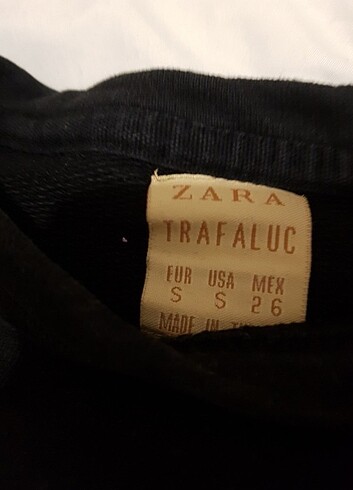 ZARA
TRAFALUC
EUR USA MEX
S S 26
MADE IN